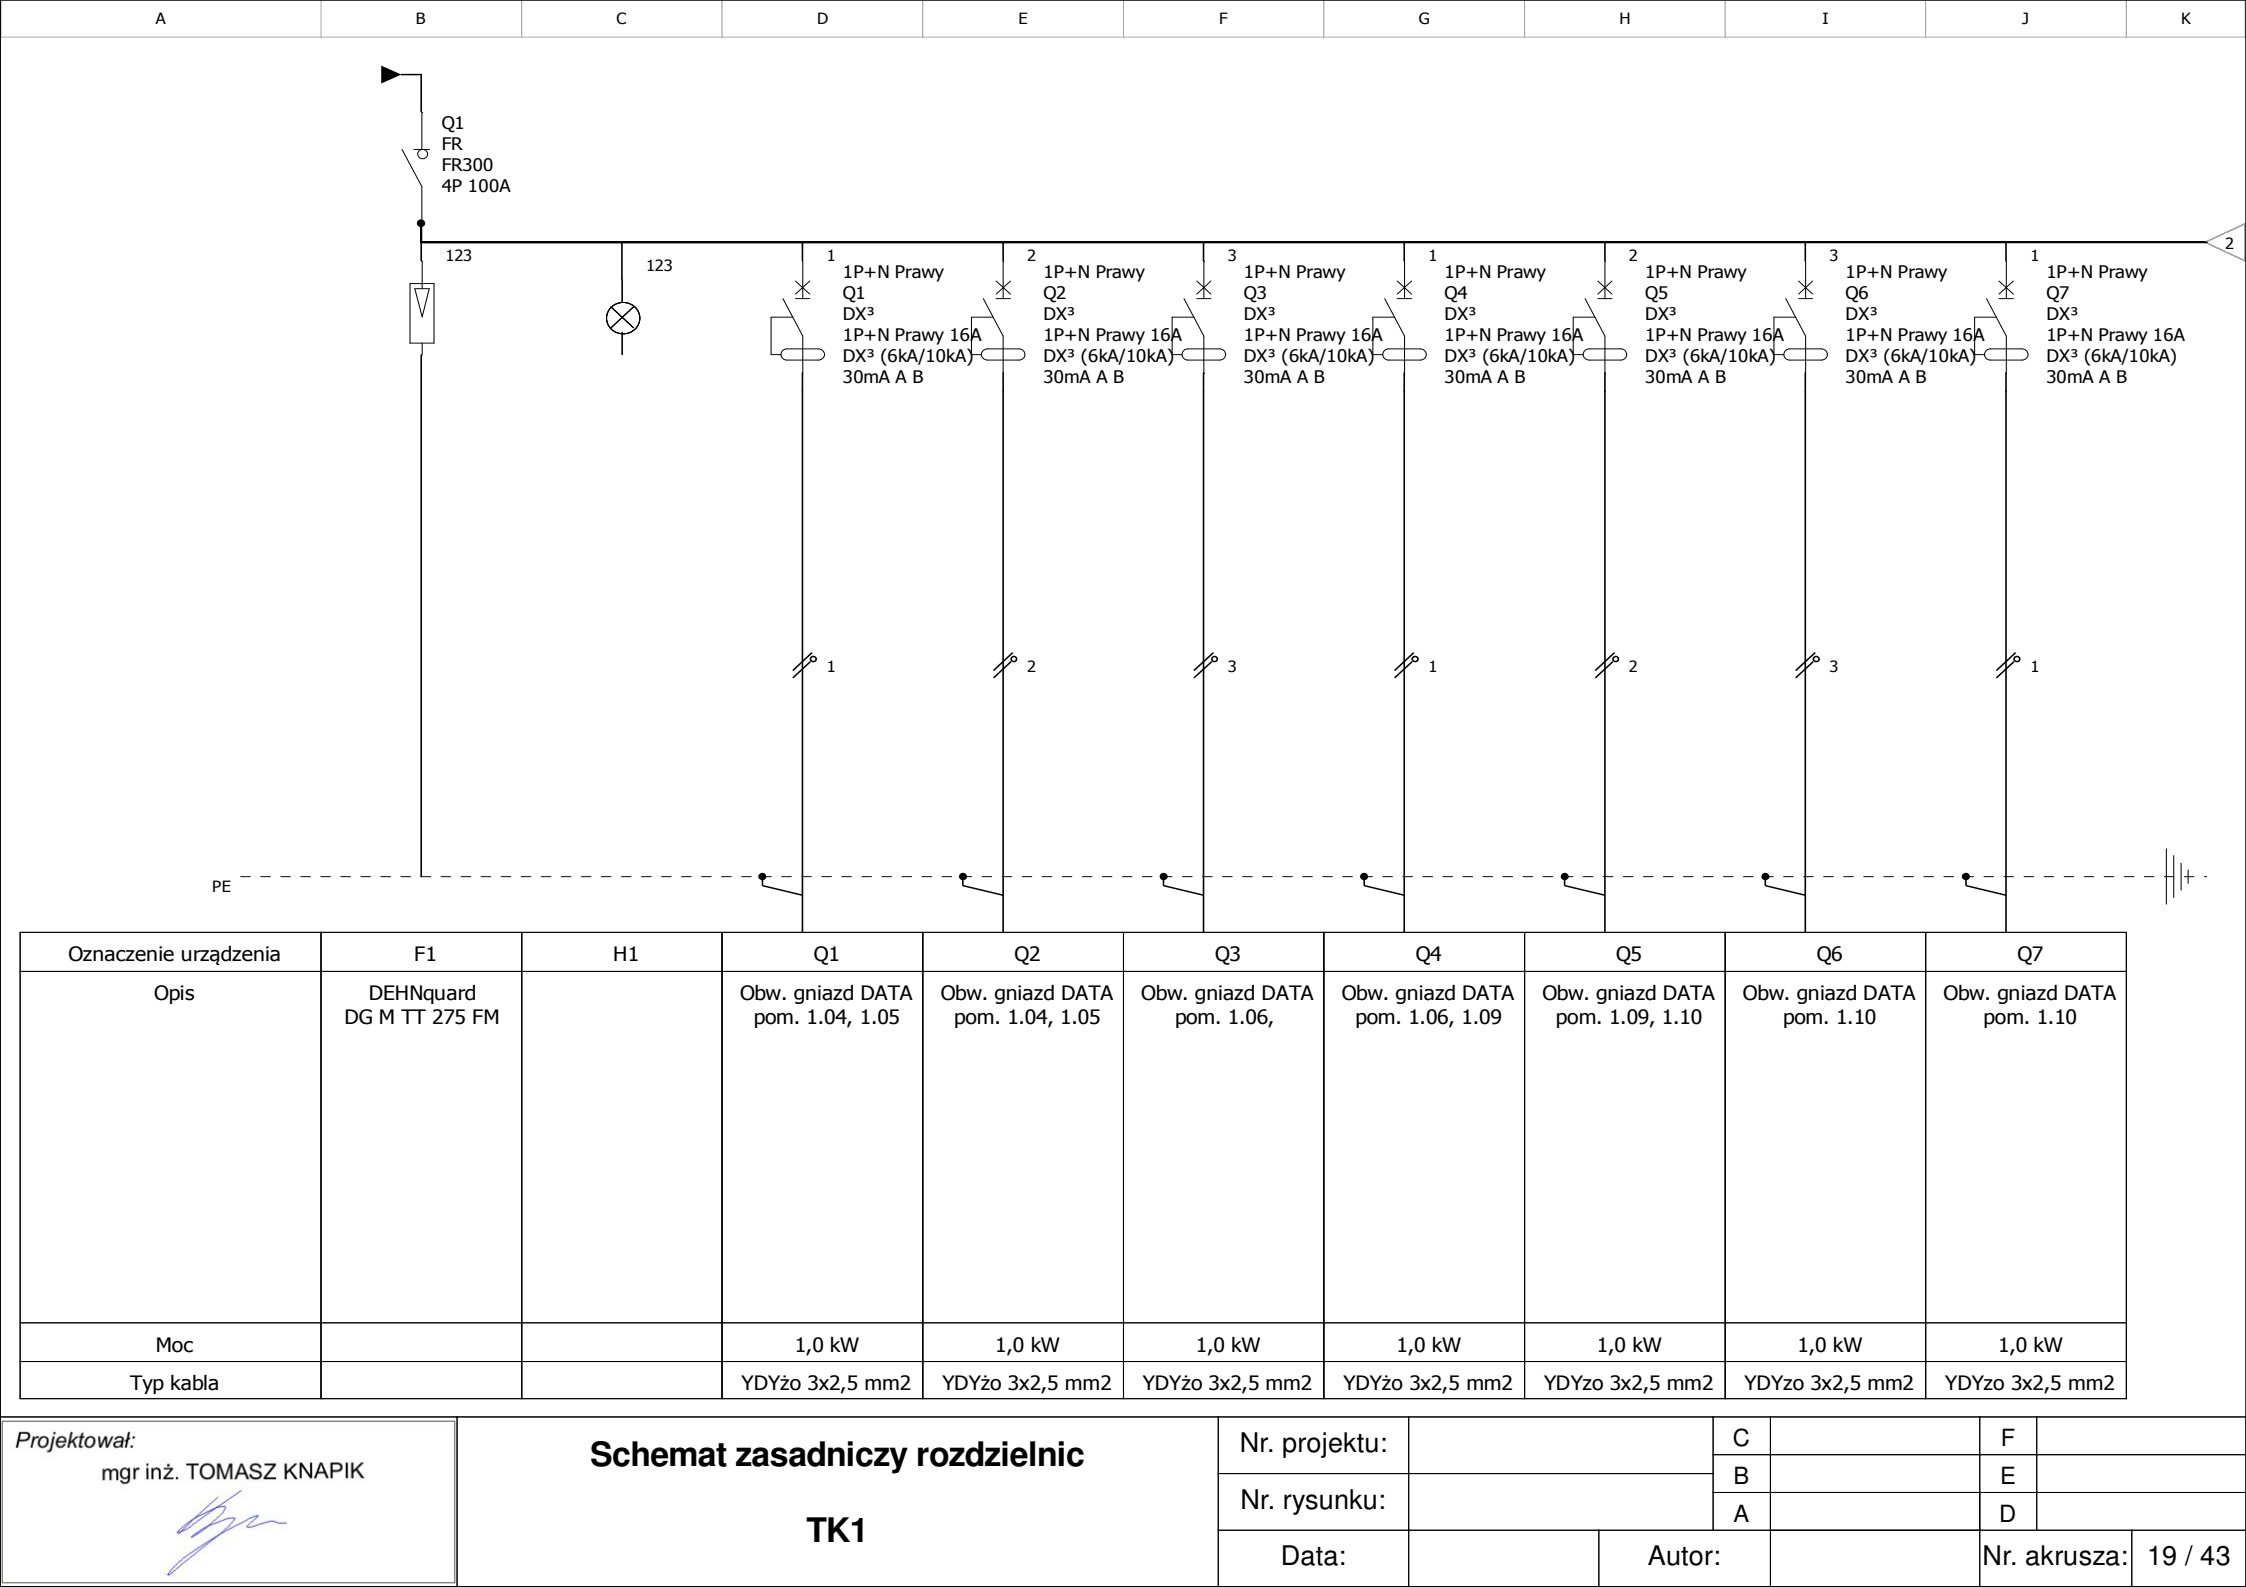 A B C D E F G H I J K
Q1
FR
FR300
4P 100A
2
123
123
1
1P+N Prawy
Q1
DX³
1P+N Prawy 16A
DX³ (6kA/10kA)
30mA A B
2
1P+N Prawy
Q2
DX³
1P+N Prawy 16A
DX³ (6kA/10kA)
30mA A B
3
1P+N Prawy
Q3
DX³
1P+N Prawy 16A
DX³ (6kA/10kA)
30mA A B
1
1P+N Prawy
Q4
DX³
1P+N Prawy 16A
DX³ (6kA/10kA)
30mA A B
2
1P+N Prawy
Q5
DX³
1P+N Prawy 16A
DX³ (6kA/10kA)
30mA A B
3
1P+N Prawy
Q6
DX³
1P+N Prawy 16A
DX³ (6kA/10kA)
30mA A B
1
1P+N Prawy
Q7
DX³
1P+N Prawy 16A
DX³ (6kA/10kA)
30mA A B
1 2 3 1 2 3 1
PE
Oznaczenie urządzenia F1 H1 Q1 Q2 Q3 Q4 Q5 Q6 Q7
Opis DEHNquard Obw. gniazd DATA Obw. gniazd DATA Obw. gniazd DATA Obw. gniazd DATA Obw. gniazd DATA Obw. gniazd DATA Obw. gniazd DATA
DG M TT 275 FM pom. 1.04, 1.05 pom. 1.04, 1.05 pom. 1.06, pom. 1.06, 1.09 pom. 1.09, 1.10 pom. 1.10 pom. 1.10
Moc 1,0 kW 1,0 kW 1,0 kW 1,0 kW 1,0 kW 1,0 kW 1,0 kW
Typ kabla YDYżo 3x2,5 mm2 YDYżo 3x2,5 mm2 YDYżo 3x2,5 mm2 YDYżo 3x2,5 mm2 YDYzo 3x2,5 mm2 YDYzo 3x2,5 mm2 YDYzo 3x2,5 mm2
Projektował:
mgr inż. TOMASZ KNAPIK
Schemat zasadniczy rozdzielnic
TK1
Nr. projektu: C F
B E
Nr. rysunku: A D
Data: Autor: Nr. akrusza: 19 / 43